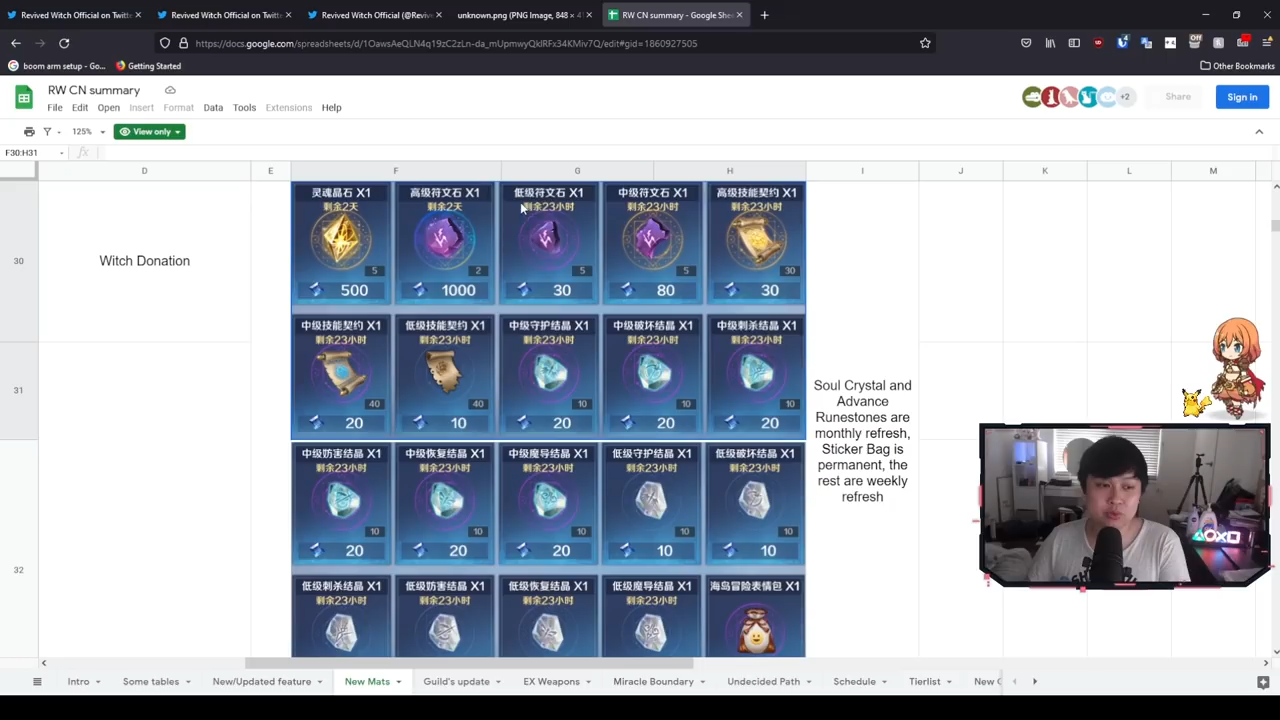 Revived Witch Official on Twitt
Revived Witch Official on Twitt
Revived Witch Official (@Revive
unknown.png (PNG Image, 848 × 4
RW CN summary - Google She
https://docs.google.com/spreadsheets/d/1OawsAeQLN4q19zC2zLn-da_mUpmwyQldRFx34KMiv7Q/edit#gid=1860927505
boom arm setup - Go...
Getting Started
Other Bookmarks
RW CN summary
File Edit View Insert Format Data Tools Extensions Help
+2
Share
Sign in
125%
View only
F30:H31
D E F G H I J K L M
30
Witch Donation
灵魂晶石 X1
高级符文石 X1
低级符文石 X1
中级符文石 X1
高级技能契约 X1
剩余2天
剩余2天
剩余23小时
剩余23小时
剩余23小时
5
2
5
5
30
500
1000
30
80
30
31
中级技能契约 X1
低级技能契约 X1
中级守护结晶 X1
中级破坏结晶 X1
中级刺杀结晶 X1
剩余23小时
剩余23小时
剩余23小时
剩余23小时
剩余23小时
40
40
10
10
10
20
10
20
20
20
Soul Crystal and
Advance
Runestones are
monthly refresh,
Sticker Bag is
permanent, the
rest are weekly
refresh
32
中级妨害结晶 X1
中级恢复结晶 X1
中级魔导结晶 X1
低级守护结晶 X1
低级破坏结晶 X1
剩余23小时
剩余23小时
剩余23小时
剩余23小时
剩余23小时
10
10
10
10
10
20
20
20
10
10
低级刺杀结晶 X1
低级妨害结晶 X1
低级恢复结晶 X1
低级魔导结晶 X1
海岛冒险表情包 X1
剩余23小时
剩余23小时
剩余23小时
剩余23小时
Intro
Some tables
New/Updated feature
New Mats
Guild's update
EX Weapons
Miracle Boundary
Undecided Path
Schedule
Tierlist
New